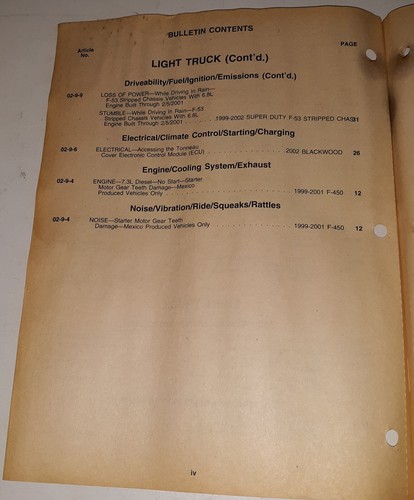 BULLETIN CONTENTS
Article
No.
PAGE
LIGHT TRUCK (Cont'd.)
Driveability/Fuel/Ignition/Emissions (Cont'd.)
02-9-9 LOSS OF POWER—While Driving In Rain—
F-53 Stripped Chassis Vehicles With 6.8L
Engine Built Through 2/5/2001
STUMBLE—While Driving In Rain—F-53
Stripped Chassis Vehicles With 6.8L . . . . 1999-2002 SUPER DUTY F-53 STRIPPED CHAS 21
Engine Built Through 2/5/2001
Electrical/Climate Control/Starting/Charging
02-9-6 ELECTRICAL—Accessing the Tonneau
Cover Electronic Control Module (ECU) . . . . 2002 BLACKWOOD 26
Engine/Cooling System/Exhaust
02-9-4 ENGINE—7.3L Diesel—No Start—Starter
Motor Gear Teeth Damage—Mexico
Produced Vehicles Only . . . . 1999-2001 F-450 12
Noise/Vibration/Ride/Squeaks/Rattles
02-9-4 NOISE—Starter Motor Gear Teeth
Damage—Mexico Produced Vehicles Only . . . . 1999-2001 F-450 12
iv